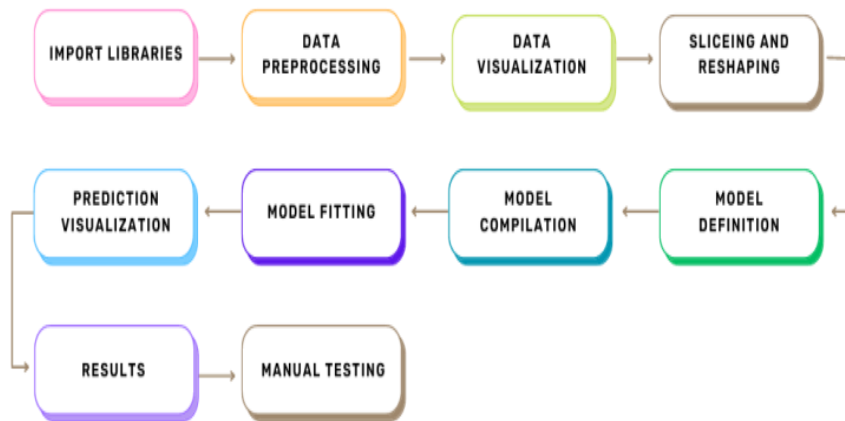 IMPORT LIBRARIES
DATA
PREPROCESSING
DATA
VISUALIZATION
SLICEING AND
RESHAPING
MODEL
DEFINITION
MODEL
COMPILATION
MODEL FITTING
PREDICTION
VISUALIZATION
RESULTS
MANUAL TESTING